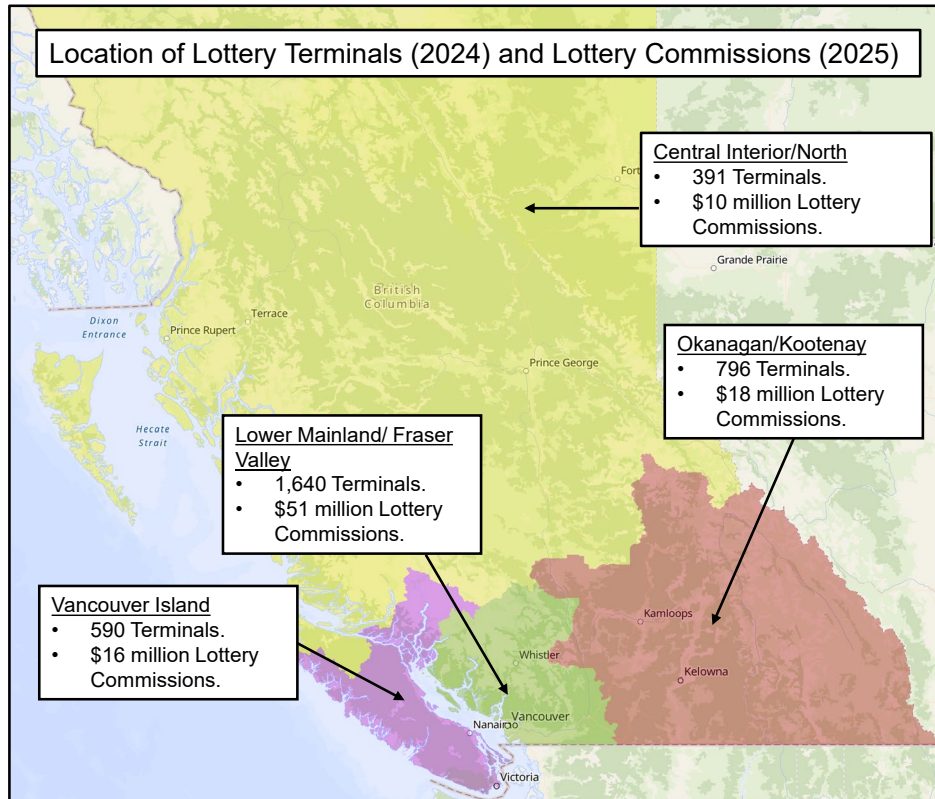 Location of Lottery Terminals (2024) and Lottery Commissions (2025)
Central Interior/North
• 391 Terminals.
• $10 million Lottery
Commissions.
Fort
Grande Prairie
British
Columbia
Dixon
Entrance
Terrace
Prince Rupert
Prince George
Okanagan/Kootenay
• 796 Terminals.
• $18 million Lottery
Commissions.
Hecate
Strait
Lower Mainland/ Fraser
Valley
• 1,640 Terminals.
• $51 million Lottery
Commissions.
Vancouver Island
• 590 Terminals.
• $16 million Lottery
Commissions.
Kamloops
Whistler
Kelowna
Vancouver
Nanaimo
Victoria